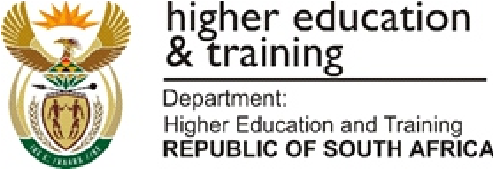 higher education
& training
Department:
Higher Education and Training
REPUBLIC OF SOUTH AFRICA